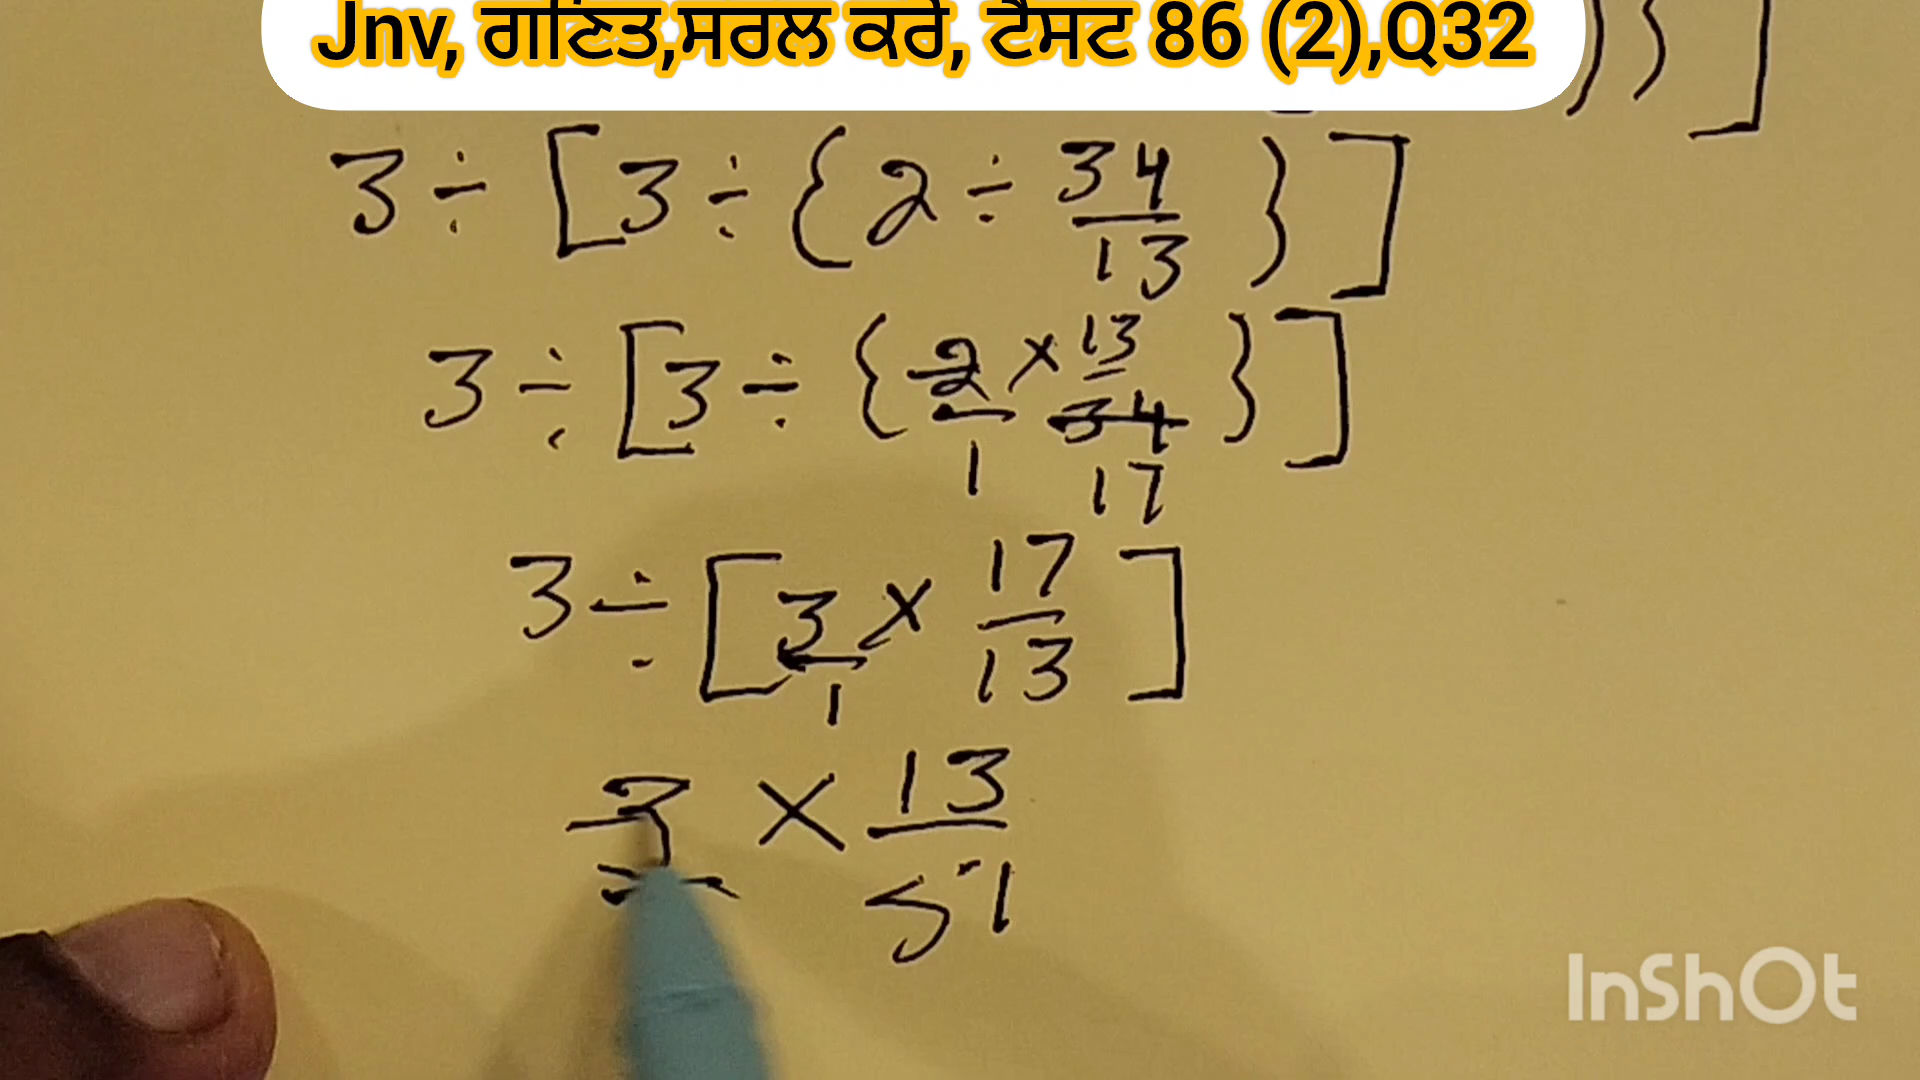 Jnv, ਗਣਿਤ,ਸਰਲ ਕਰੋ, ਟੈਸਟ 86 (2),Q32
) } ]
3 ÷ [ 3 ÷ { 2 ÷ 34/13 } ]
3 ÷ [ 3 ÷ { 2/1 × 13/34 } ]
17
3 ÷ [ 3/1 × 17/13 ]
3 × 13/51
InShOt